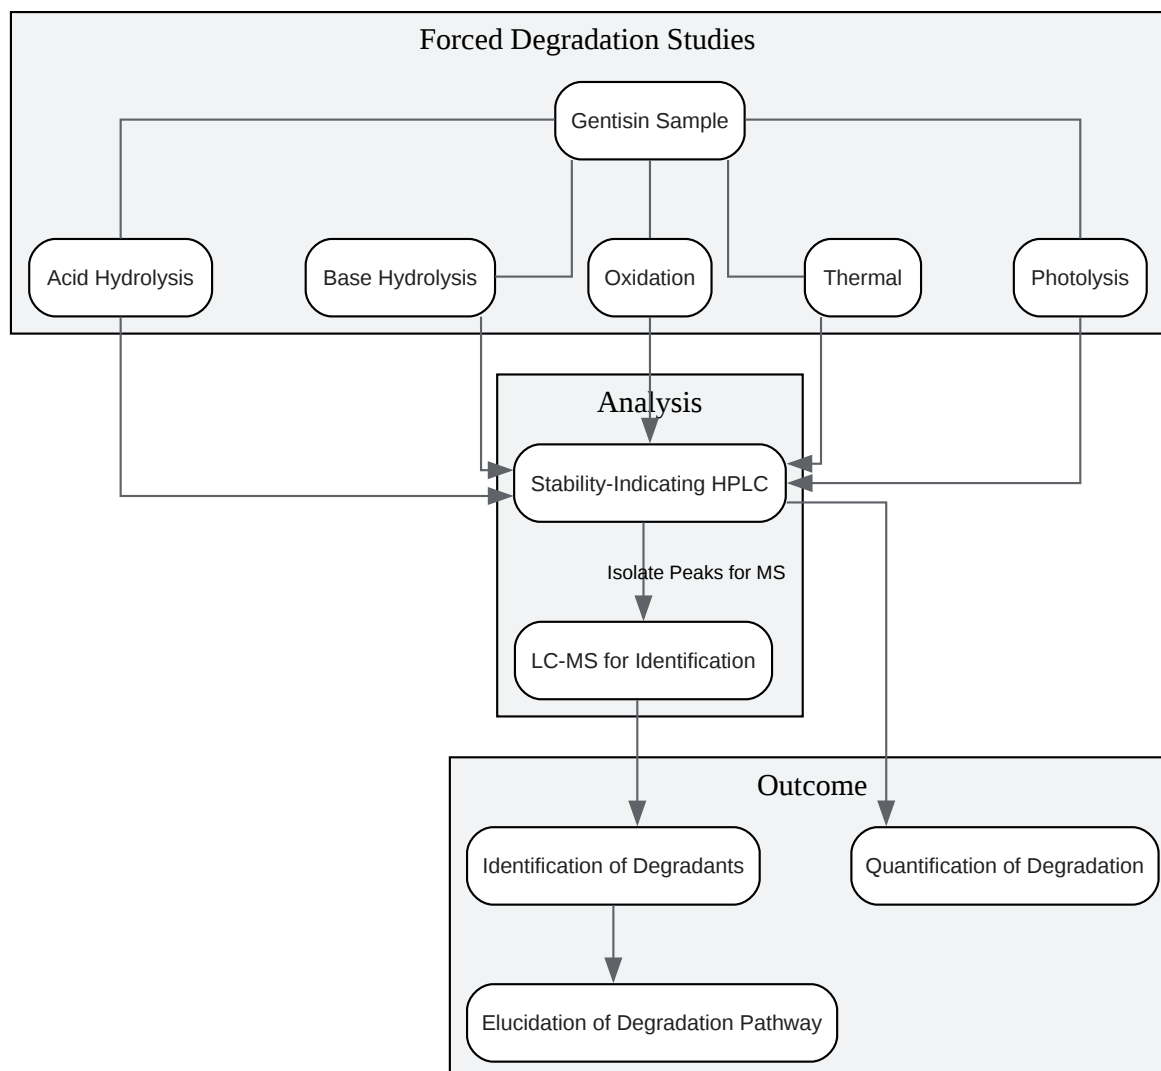 Forced Degradation Studies
Gentisin Sample
Acid Hydrolysis
Base Hydrolysis
Oxidation
Thermal
Photolysis
Analysis
Stability-Indicating HPLC
Isolate Peaks for MS
LC-MS for Identification
Outcome
Identification of Degradants
Quantification of Degradation
Elucidation of Degradation Pathway